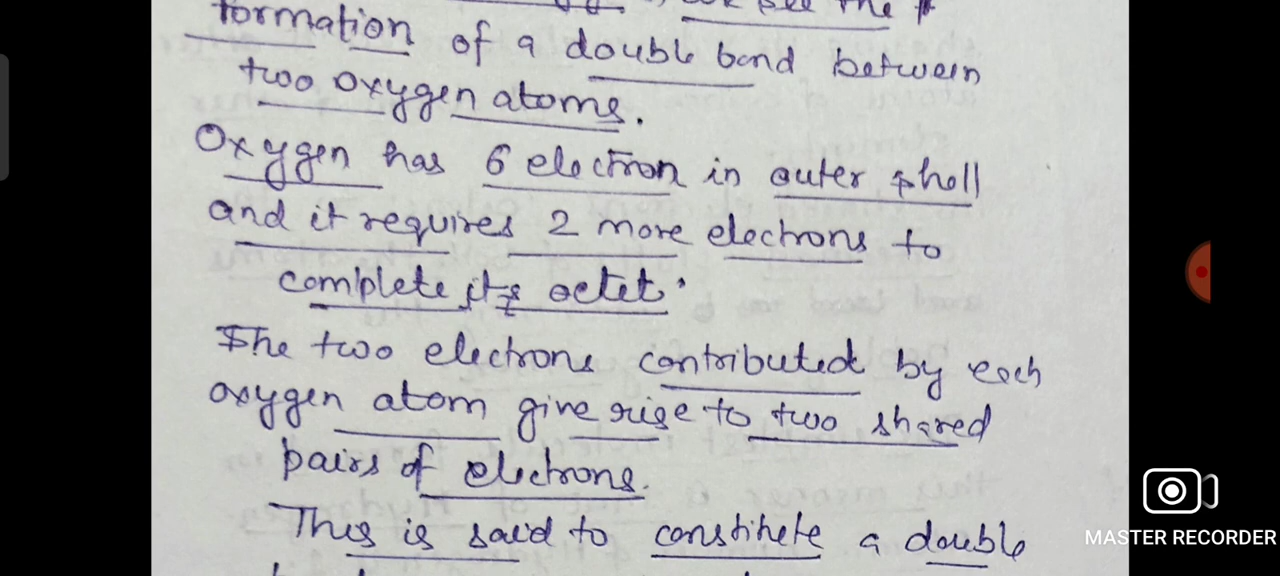 see the
formation of a double bond between
two oxygen atoms.
Oxygen has 6 electron in outer shell
and it requires 2 more electrons to
complete its octet.
The two electrons contributed by each
oxygen atom give rise to two shared
pairs of electrons.
This is said to constitute a double
MASTER RECORDER